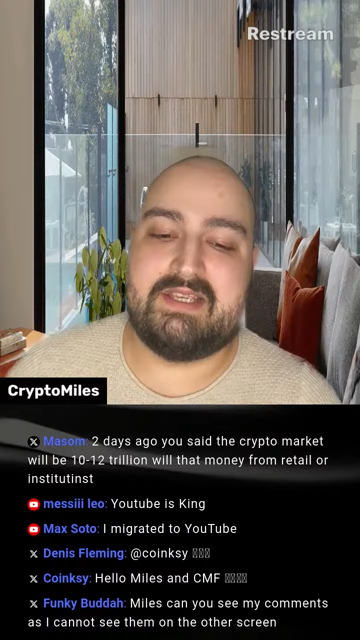 Restream
CryptoMiles
Masom: 2 days ago you said the crypto market
will be 10-12 trillion will that money from retail or
institutinst
messiii leo: Youtube is King
Max Soto: I migrated to YouTube
Denis Fleming: @coinksy
Coinksy: Hello Miles and CMF
Funky Buddah: Miles can you see my comments
as I cannot see them on the other screen